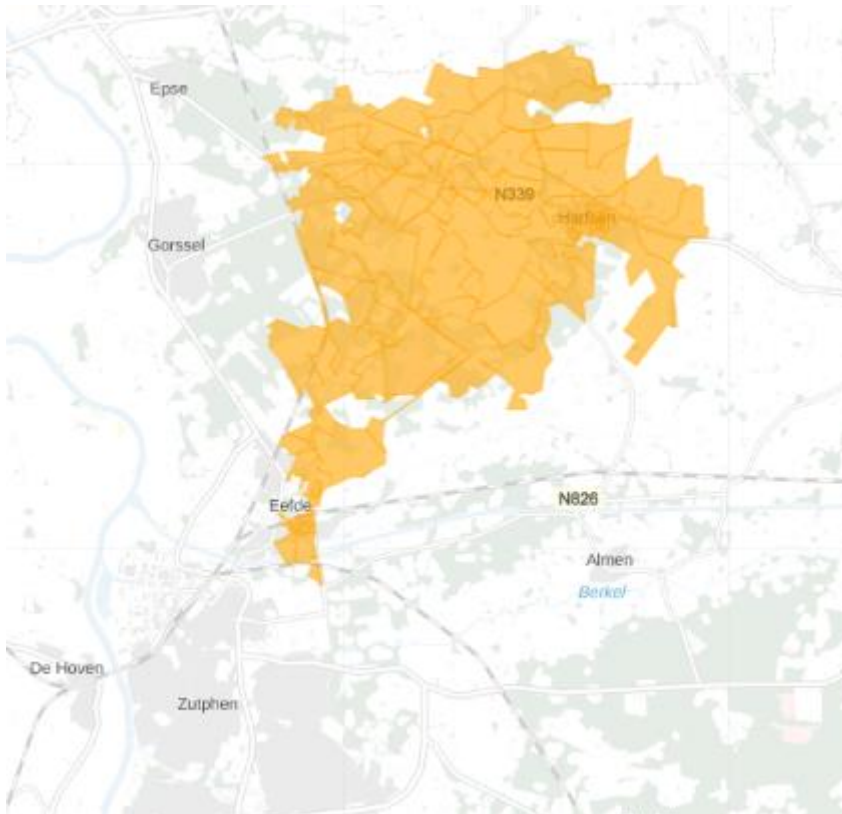 Epse
N339
Harfsen
Gorssel
Eefde
N826
Almen
Berkel
De Hoven
Zutphen